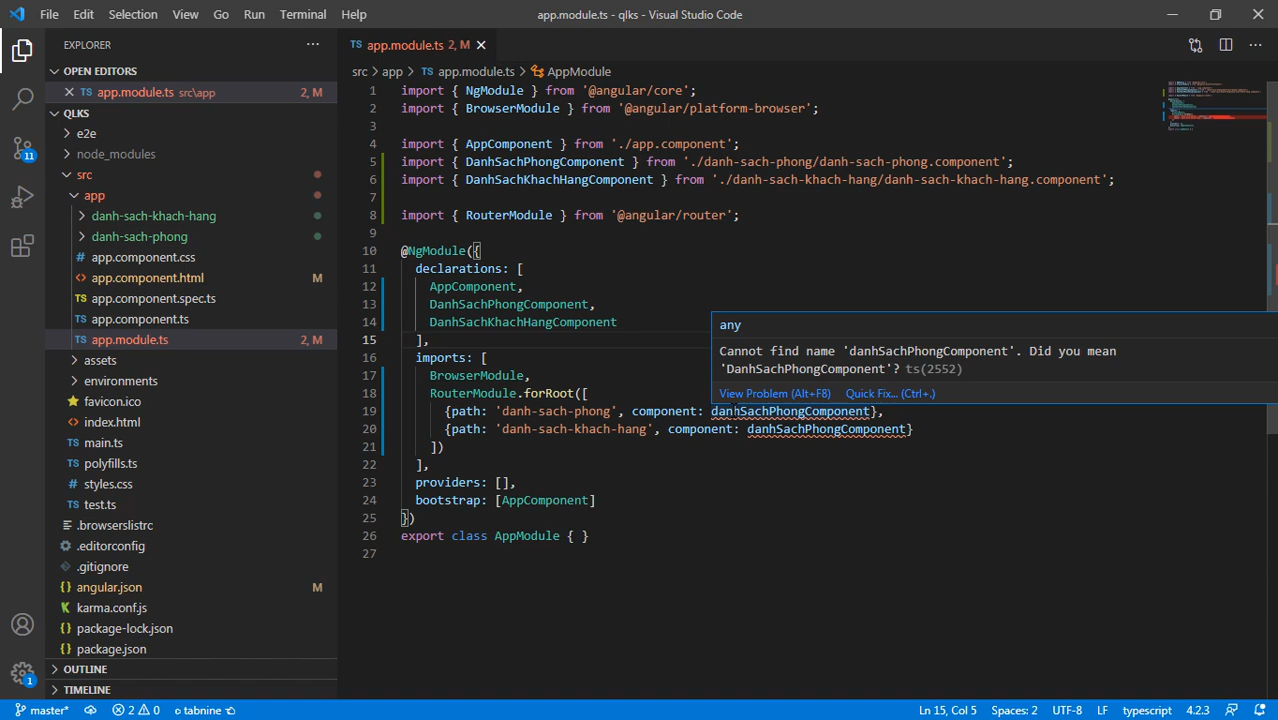 File Edit Selection View Go Run Terminal Help app.module.ts - qlks - Visual Studio Code
EXPLORER
OPEN EDITORS
app.module.ts src\app 2, M
QLKS
e2e
node_modules
src
app
danh-sach-khach-hang
danh-sach-phong
app.component.css
app.component.html M
app.component.spec.ts
app.component.ts
app.module.ts 2, M
assets
environments
favicon.ico
index.html
main.ts
polyfills.ts
styles.css
test.ts
.browserslistrc
.editorconfig
.gitignore
angular.json M
karma.conf.js
package-lock.json
package.json
OUTLINE
TIMELINE
11
1
TS app.module.ts 2, M
src > app > TS app.module.ts > AppModule
1 import { NgModule } from '@angular/core';
2 import { BrowserModule } from '@angular/platform-browser';
3
4 import { AppComponent } from './app.component';
5 import { DanhSachPhongComponent } from './danh-sach-phong/danh-sach-phong.component';
6 import { DanhSachKhachHangComponent } from './danh-sach-khach-hang/danh-sach-khach-hang.component';
7
8 import { RouterModule } from '@angular/router';
9
10 @NgModule({
11 declarations: [
12 AppComponent,
13 DanhSachPhongComponent,
14 DanhSachKhachHangComponent
15 ],
16 imports: [
17 BrowserModule,
18 RouterModule.forRoot([
19 {path: 'danh-sach-phong', component: danhSachPhongComponent},
20 {path: 'danh-sach-khach-hang', component: danhSachPhongComponent}
21 ])
22 ],
23 providers: [],
24 bootstrap: [AppComponent]
25 })
26 export class AppModule { }
27
any
Cannot find name 'danhSachPhongComponent'. Did you mean
'DanhSachPhongComponent'? ts(2552)
View Problem (Alt+F8) Quick Fix... (Ctrl+.)
master* 2 0 tabnine Ln 15, Col 5 Spaces: 2 UTF-8 LF typescript 4.2.3